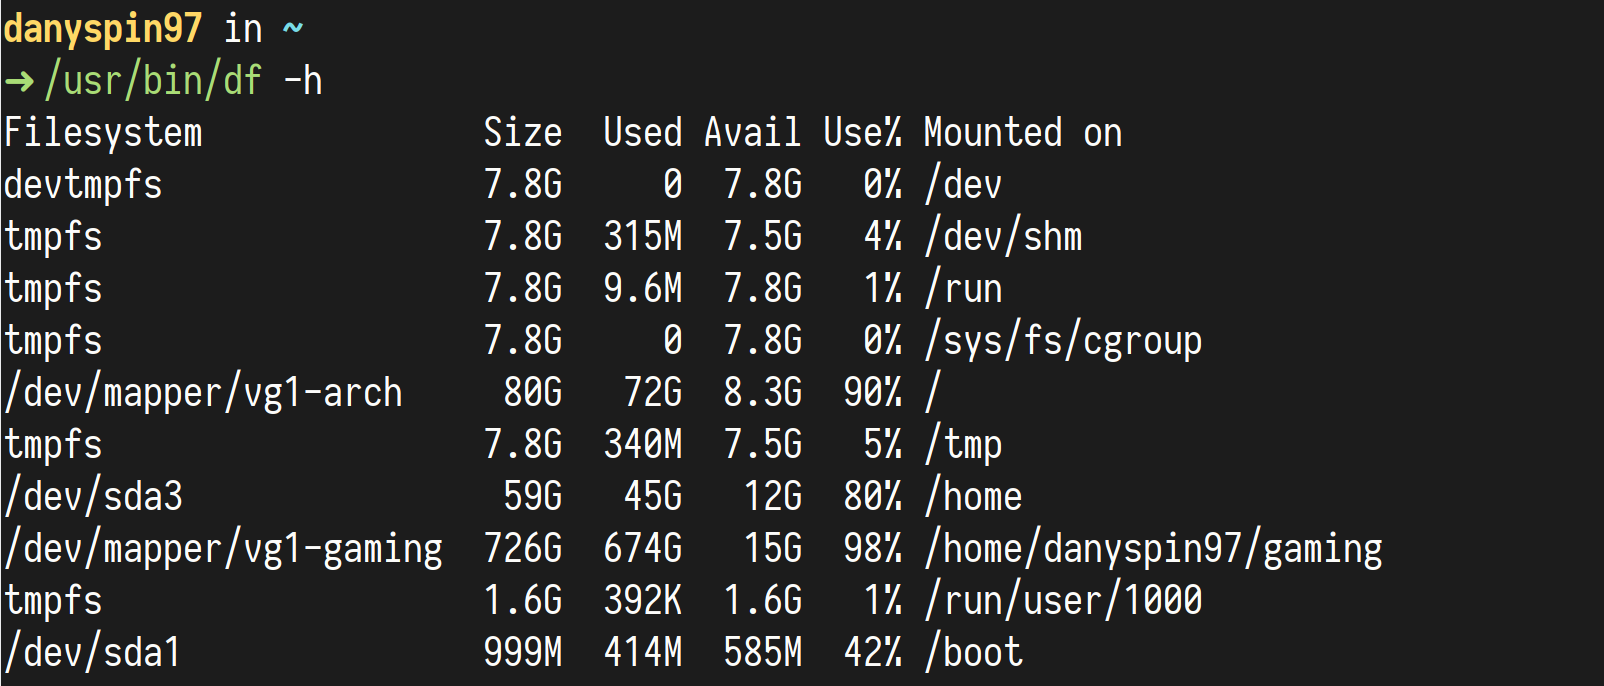 danyspin97 in ~
➜ /usr/bin/df -h
Filesystem              Size  Used Avail Use% Mounted on
devtmpfs                7.8G     0  7.8G   0% /dev
tmpfs                   7.8G  315M  7.5G   4% /dev/shm
tmpfs                   7.8G  9.6M  7.8G   1% /run
tmpfs                   7.8G     0  7.8G   0% /sys/fs/cgroup
/dev/mapper/vg1-arch     80G   72G  8.3G  90% /
tmpfs                   7.8G  340M  7.5G   5% /tmp
/dev/sda3                59G   45G   12G  80% /home
/dev/mapper/vg1-gaming  726G  674G   15G  98% /home/danyspin97/gaming
tmpfs                   1.6G  392K  1.6G   1% /run/user/1000
/dev/sda1               999M  414M  585M  42% /boot